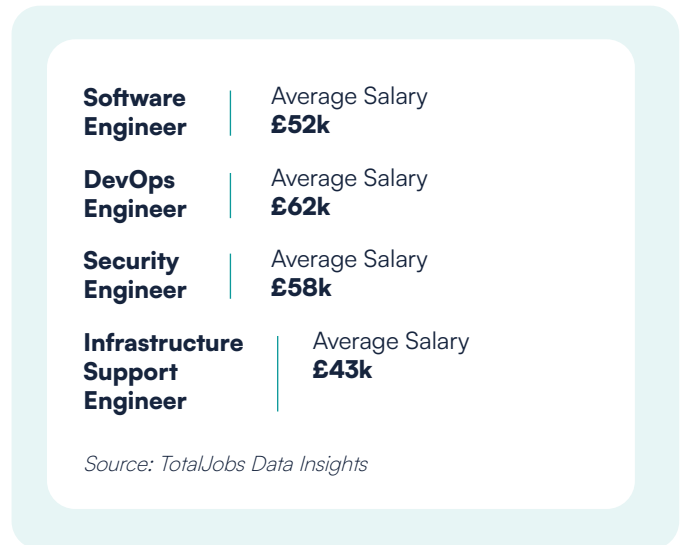 Software
Engineer
Average Salary
£52k
DevOps
Engineer
Average Salary
£62k
Security
Engineer
Average Salary
£58k
Infrastructure
Support
Engineer
Average Salary
£43k
Source: TotalJobs Data Insights